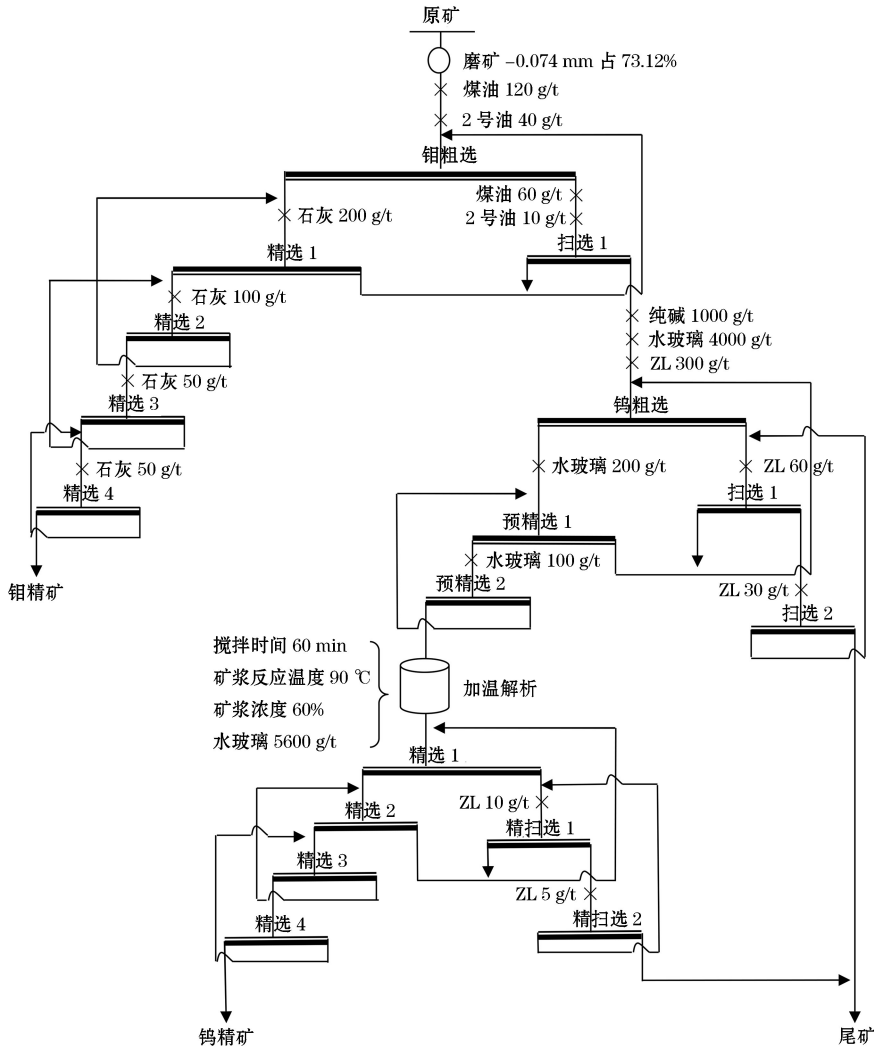 原矿
磨矿 -0.074 mm 占 73.12%
煤油 120 g/t
2 号油 40 g/t
钼粗选
煤油 60 g/t
石灰 200 g/t
2 号油 10 g/t
扫选 1
精选 1
石灰 100 g/t
纯碱 1000 g/t
精选 2
水玻璃 4000 g/t
ZL 300 g/t
石灰 50 g/t
精选 3
钨粗选
石灰 50 g/t
水玻璃 200 g/t
ZL 60 g/t
精选 4
扫选 1
预精选 1
水玻璃 100 g/t
钼精矿
预精选 2
ZL 30 g/t
扫选 2
搅拌时间 60 min
矿浆反应温度 90 ℃
加温解析
矿浆浓度 60%
水玻璃 5600 g/t
精选 1
ZL 10 g/t
精选 2
精扫选 1
精选 3
ZL 5 g/t
精选 4
精扫选 2
钨精矿
尾矿